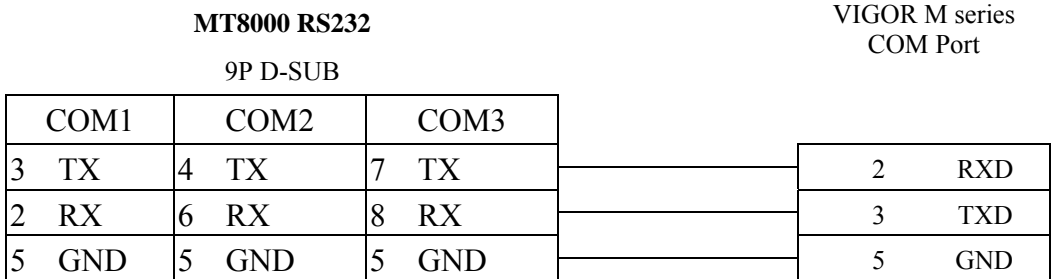 MT8000 RS232
9P D-SUB
VIGOR M series
COM Port
COM1 COM2 COM3
3 TX 4 TX 7 TX 2 RXD
2 RX 6 RX 8 RX 3 TXD
5 GND 5 GND 5 GND 5 GND